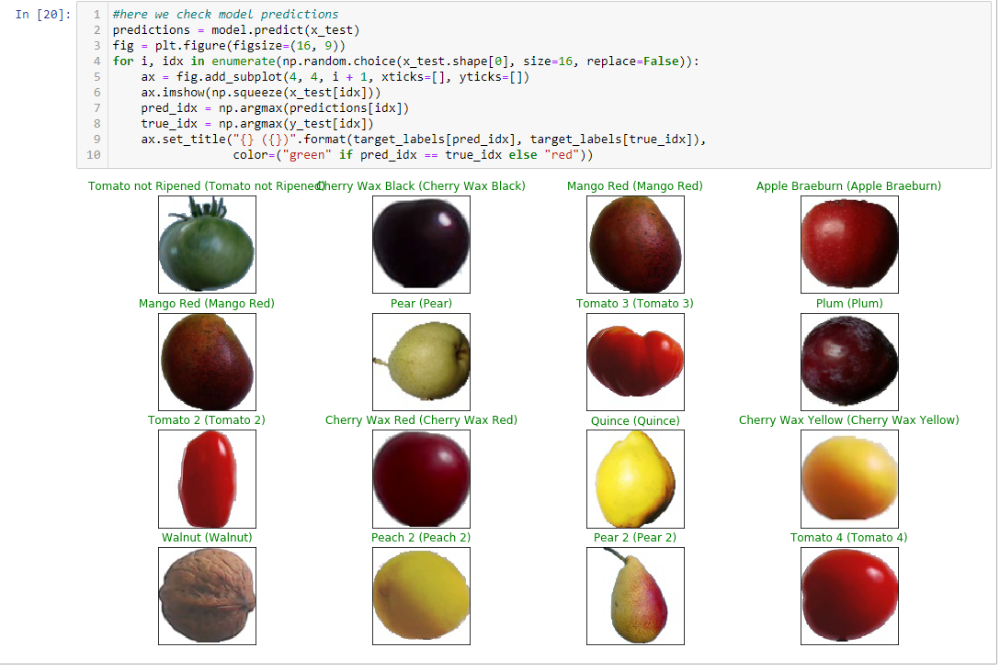 In [20]:
1 #here we check model predictions
2 predictions = model.predict(x_test)
3 fig = plt.figure(figsize=(16, 9))
4 for i, idx in enumerate(np.random.choice(x_test.shape[0], size=16, replace=False)):
5     ax = fig.add_subplot(4, 4, i + 1, xticks=[], yticks=[])
6     ax.imshow(np.squeeze(x_test[idx]))
7     pred_idx = np.argmax(predictions[idx])
8     true_idx = np.argmax(y_test[idx])
9     ax.set_title("{} ({})".format(target_labels[pred_idx], target_labels[true_idx]),
10                  color=("green" if pred_idx == true_idx else "red"))
Tomato not Ripened (Tomato not Ripened) Cherry Wax Black (Cherry Wax Black) Mango Red (Mango Red) Apple Braeburn (Apple Braeburn)
Mango Red (Mango Red) Pear (Pear) Tomato 3 (Tomato 3) Plum (Plum)
Tomato 2 (Tomato 2) Cherry Wax Red (Cherry Wax Red) Quince (Quince) Cherry Wax Yellow (Cherry Wax Yellow)
Walnut (Walnut) Peach 2 (Peach 2) Pear 2 (Pear 2) Tomato 4 (Tomato 4)